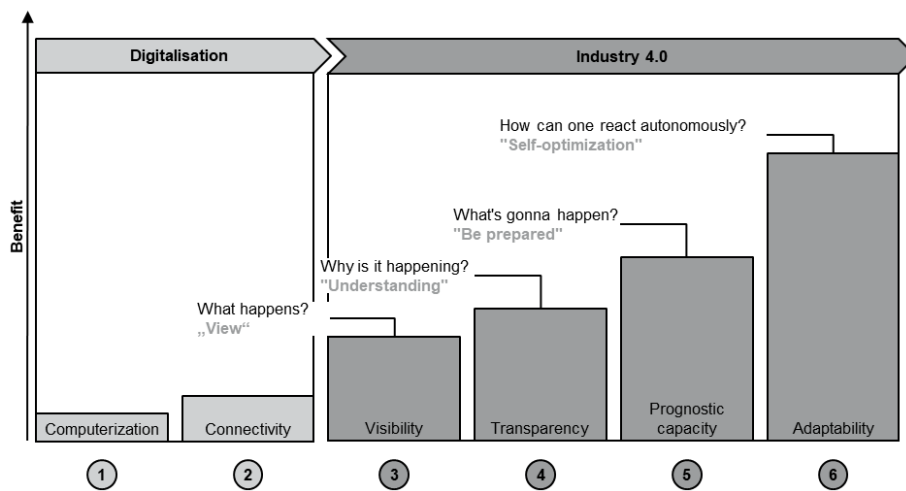 Digitalisation
Industry 4.0
How can one react autonomously?
"Self-optimization"
What's gonna happen?
"Be prepared"
Why is it happening?
"Understanding"
What happens?
„View“
Benefit
Computerization
Connectivity
Visibility
Transparency
Prognostic
capacity
Adaptability
1
2
3
4
5
6